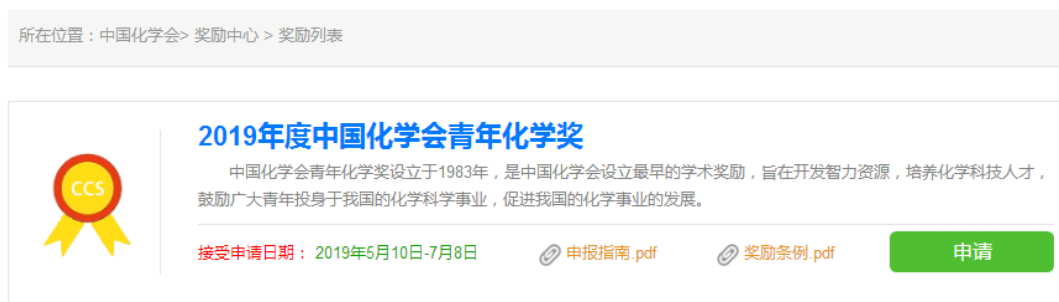 所在位置：中国化学会> 奖励中心 > 奖励列表
2019年度中国化学会青年化学奖
中国化学会青年化学奖设立于1983年，是中国化学会设立最早的学术奖励，旨在开发智力资源，培养化学科技人才，
鼓励广大青年投身于我国的化学科学事业，促进我国的化学事业的发展。
CCS
接受申请日期： 2019年5月10日-7月8日 申报指南.pdf 奖励条例.pdf 申请